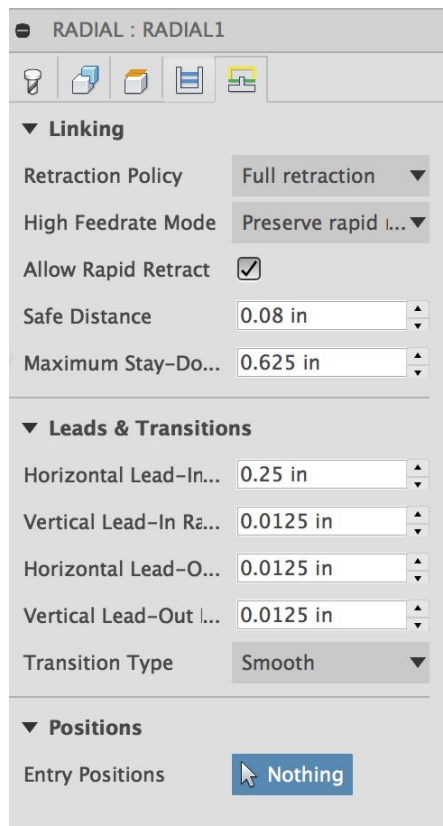 RADIAL : RADIAL1
Linking
Retraction Policy Full retraction
High Feedrate Mode Preserve rapid r...
Allow Rapid Retract
Safe Distance 0.08 in
Maximum Stay-Do... 0.625 in
Leads & Transitions
Horizontal Lead-In... 0.25 in
Vertical Lead-In Ra... 0.0125 in
Horizontal Lead-O... 0.0125 in
Vertical Lead-Out ... 0.0125 in
Transition Type Smooth
Positions
Entry Positions Nothing